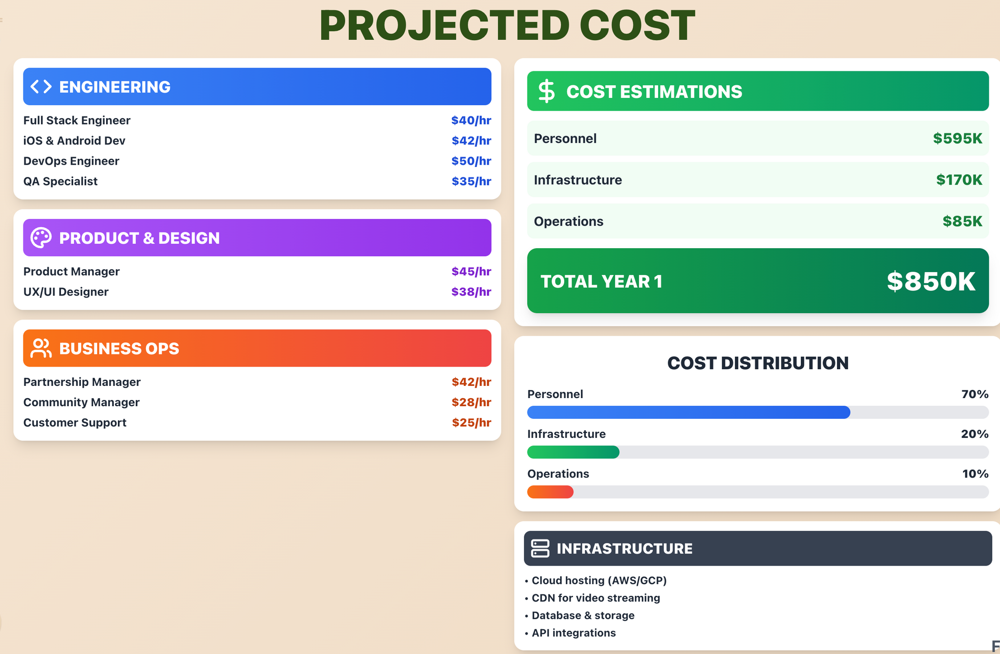 PROJECTED COST
ENGINEERING
Full Stack Engineer $40/hr
iOS & Android Dev $42/hr
DevOps Engineer $50/hr
QA Specialist $35/hr
PRODUCT & DESIGN
Product Manager $45/hr
UX/UI Designer $38/hr
BUSINESS OPS
Partnership Manager $42/hr
Community Manager $28/hr
Customer Support $25/hr
COST ESTIMATIONS
Personnel $595K
Infrastructure $170K
Operations $85K
TOTAL YEAR 1 $850K
COST DISTRIBUTION
Personnel 70%
Infrastructure 20%
Operations 10%
INFRASTRUCTURE
• Cloud hosting (AWS/GCP)
• CDN for video streaming
• Database & storage
• API integrations